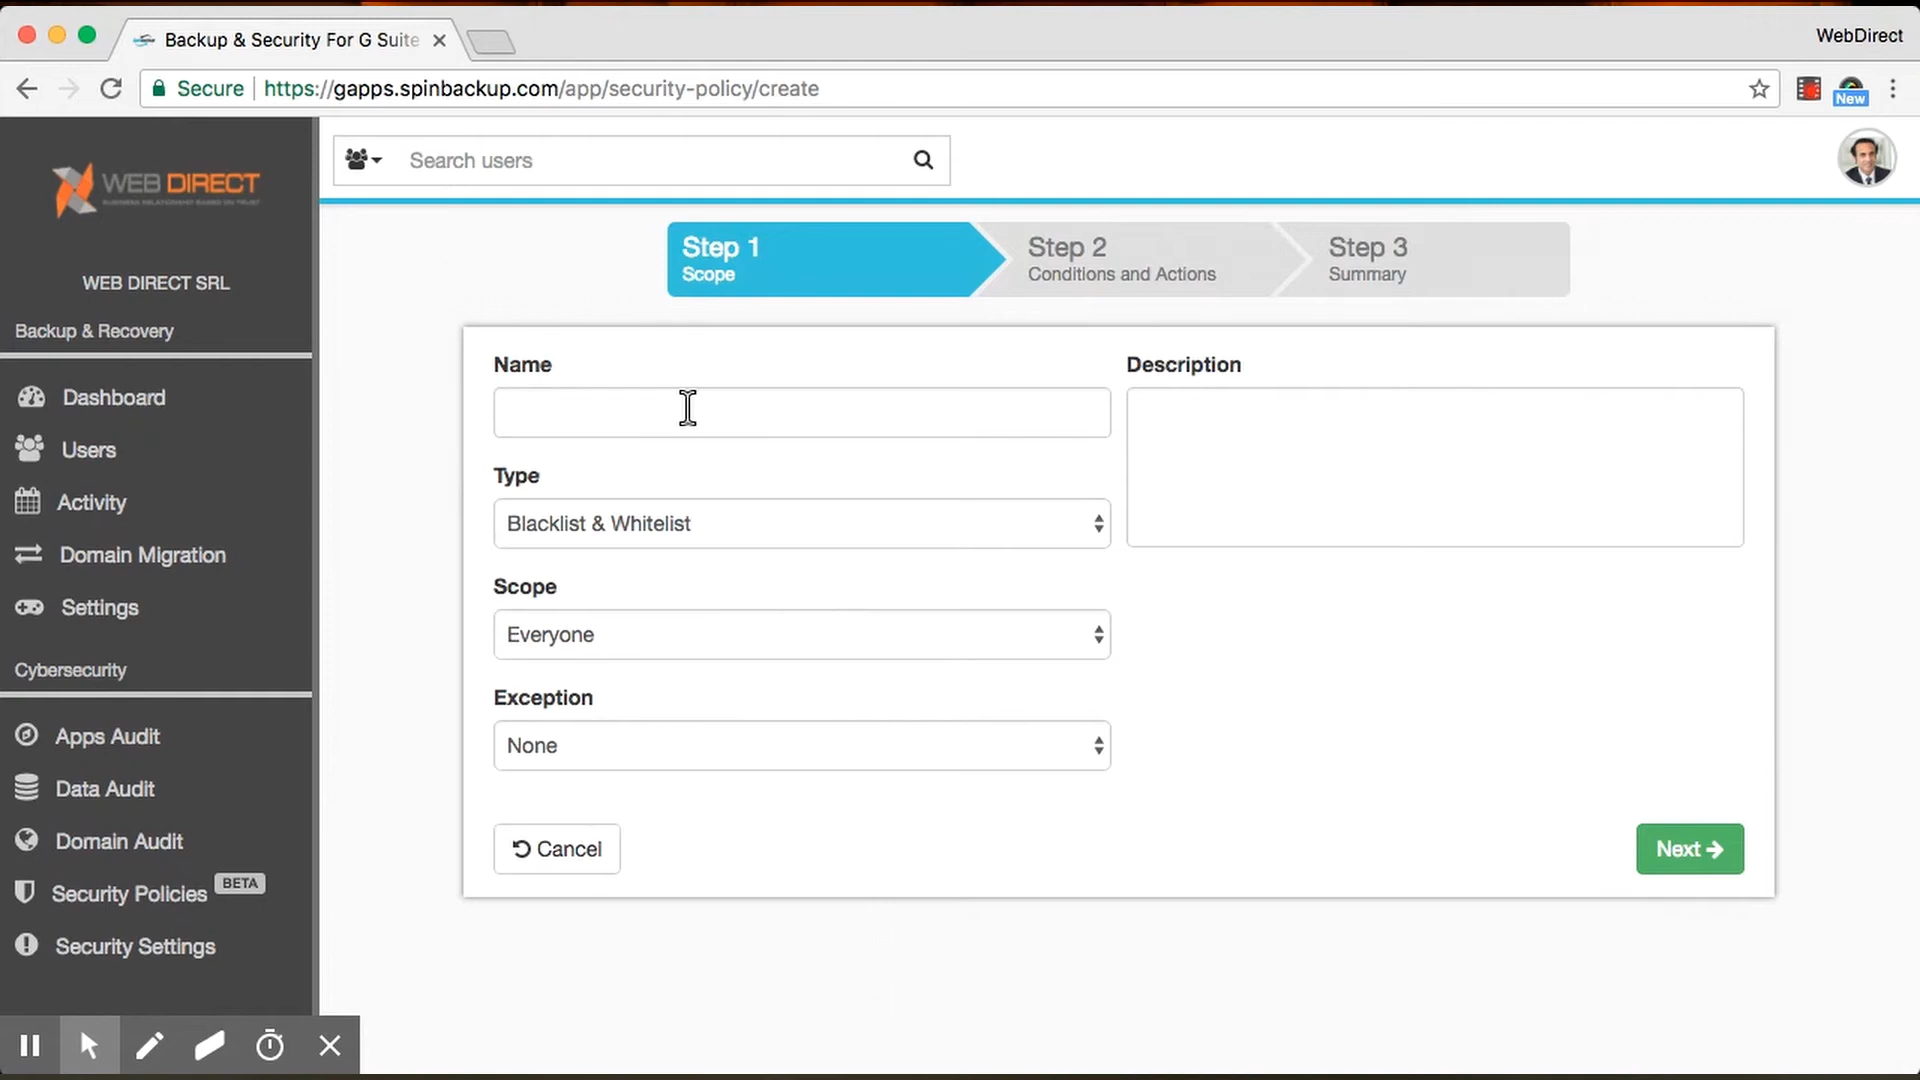 Backup & Security For G Suite
WebDirect
Secure
https://gapps.spinbackup.com/app/security-policy/create
New
WEB DIRECT
Search users
WEB DIRECT SRL
Backup & Recovery
Dashboard
Users
Activity
Domain Migration
Settings
Cybersecurity
Apps Audit
Data Audit
Domain Audit
Security Policies BETA
Security Settings
Step 1
Scope
Step 2
Conditions and Actions
Step 3
Summary
Name
Description
Type
Blacklist & Whitelist
Scope
Everyone
Exception
None
Cancel
Next